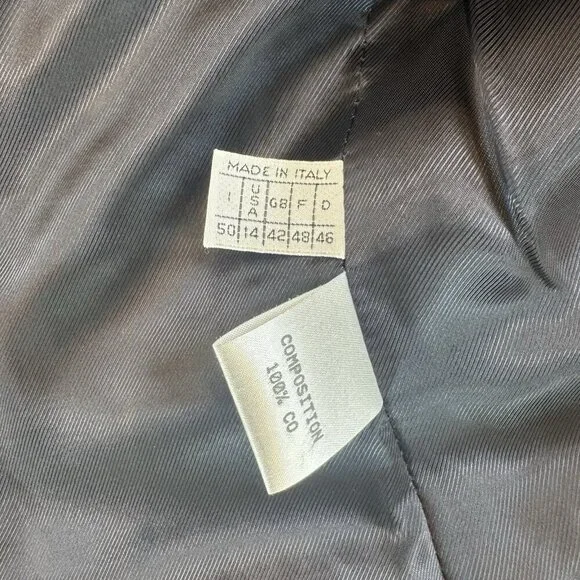 MADE IN ITALY
I USA GB F D
50 14 42 48 46
COMPOSITION
100% CO